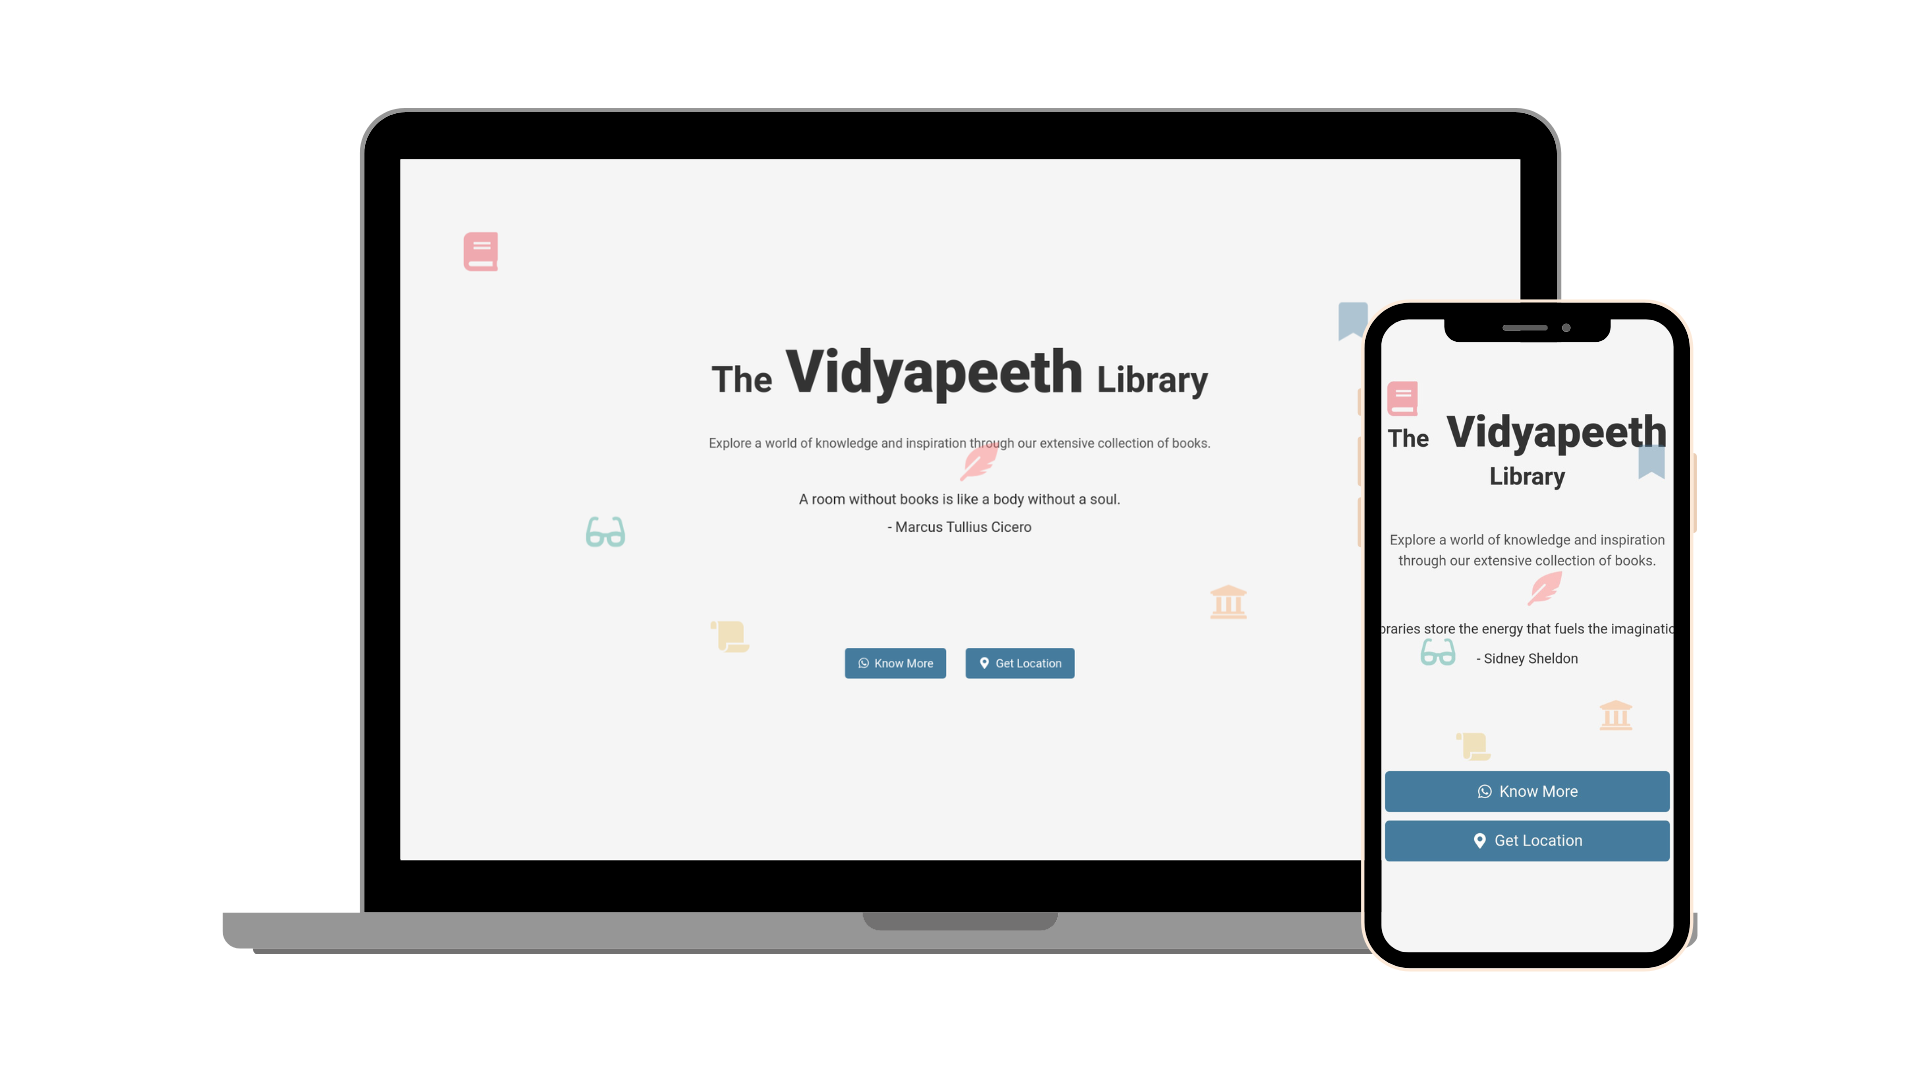 The Vidyapeeth Library
Explore a world of knowledge and inspiration through our extensive collection of books.
A room without books is like a body without a soul.
- Marcus Tullius Cicero
Know More
Get Location
The Vidyapeeth
Library
Explore a world of knowledge and inspiration
through our extensive collection of books.
braries store the energy that fuels the imaginatio
- Sidney Sheldon
Know More
Get Location